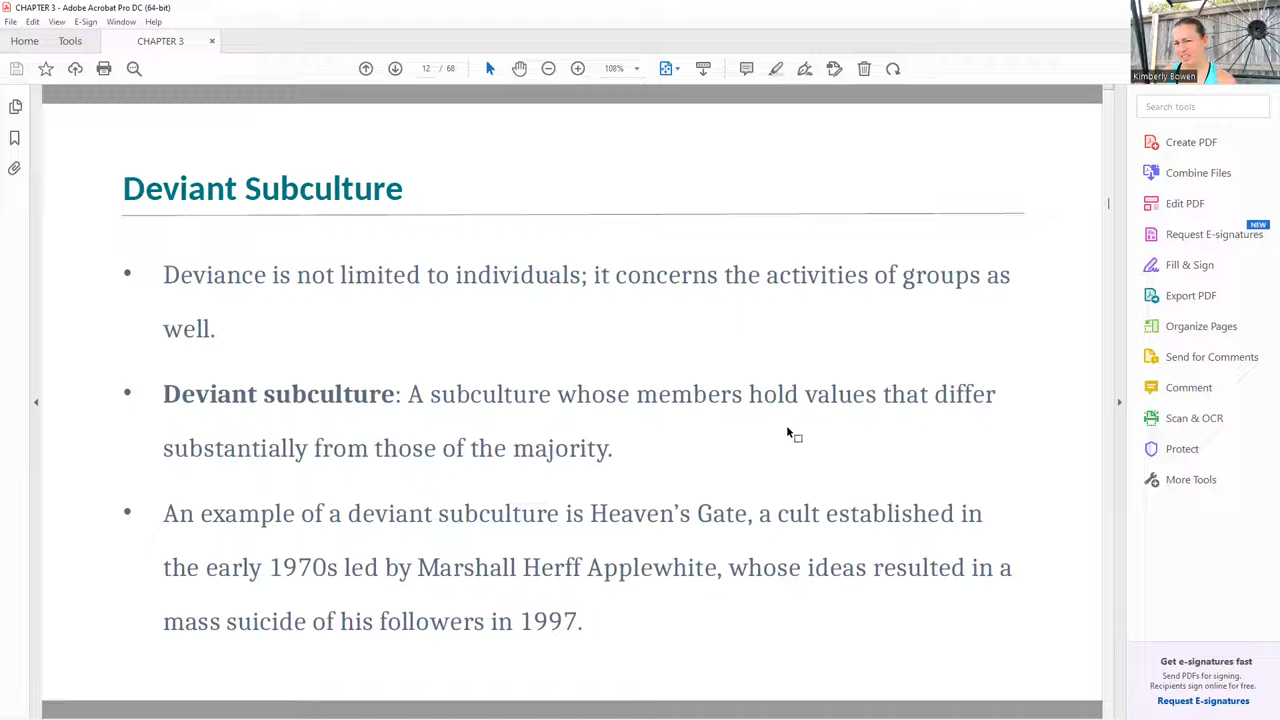 CHAPTER 3 - Adobe Acrobat Pro DC (64-bit)
File Edit View E-Sign Window Help
Home Tools CHAPTER 3 ×
12 / 68 108%
Kimberly Bowen
Deviant Subculture
• Deviance is not limited to individuals; it concerns the activities of groups as
well.
• Deviant subculture: A subculture whose members hold values that differ
substantially from those of the majority.
• An example of a deviant subculture is Heaven’s Gate, a cult established in
the early 1970s led by Marshall Herff Applewhite, whose ideas resulted in a
mass suicide of his followers in 1997.
Search tools
Create PDF
Combine Files
Edit PDF
NEW
Request E-signatures
Fill & Sign
Export PDF
Organize Pages
Send for Comments
Comment
Scan & OCR
Protect
More Tools
Get e-signatures fast
Send PDFs for signing.
Recipients sign online for free.
Request E-signatures